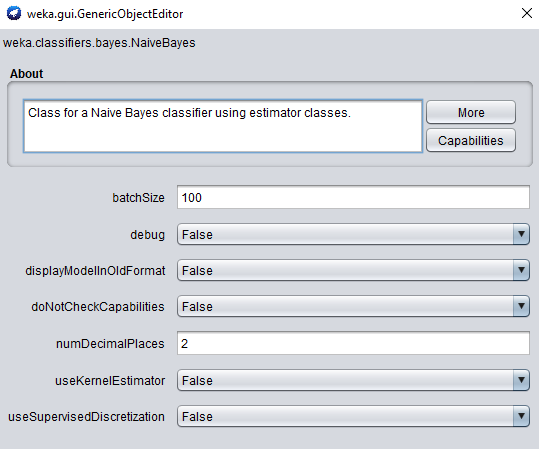 weka.gui.GenericObjectEditor
weka.classifiers.bayes.NaiveBayes
About
Class for a Naive Bayes classifier using estimator classes.
More
Capabilities
batchSize 100
debug False
displayModelInOldFormat False
doNotCheckCapabilities False
numDecimalPlaces 2
useKernelEstimator False
useSupervisedDiscretization False